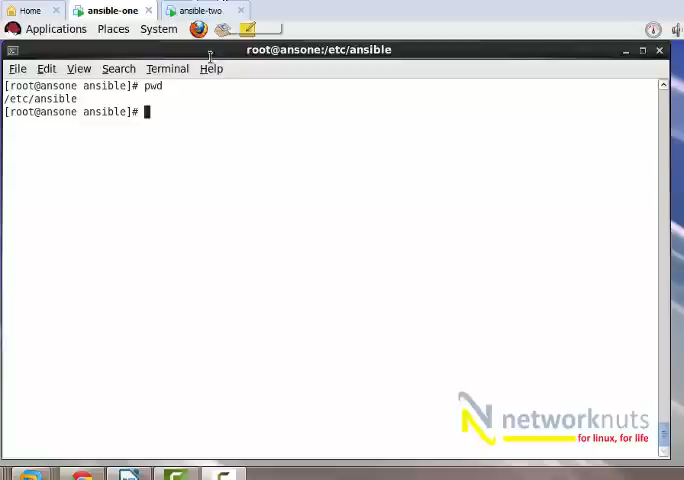 Home
ansible-one
ansible-two
Applications Places System
root@ansone:/etc/ansible
File Edit View Search Terminal Help
[root@ansone ansible]# pwd
/etc/ansible
[root@ansone ansible]#
networknuts
for linux, for life